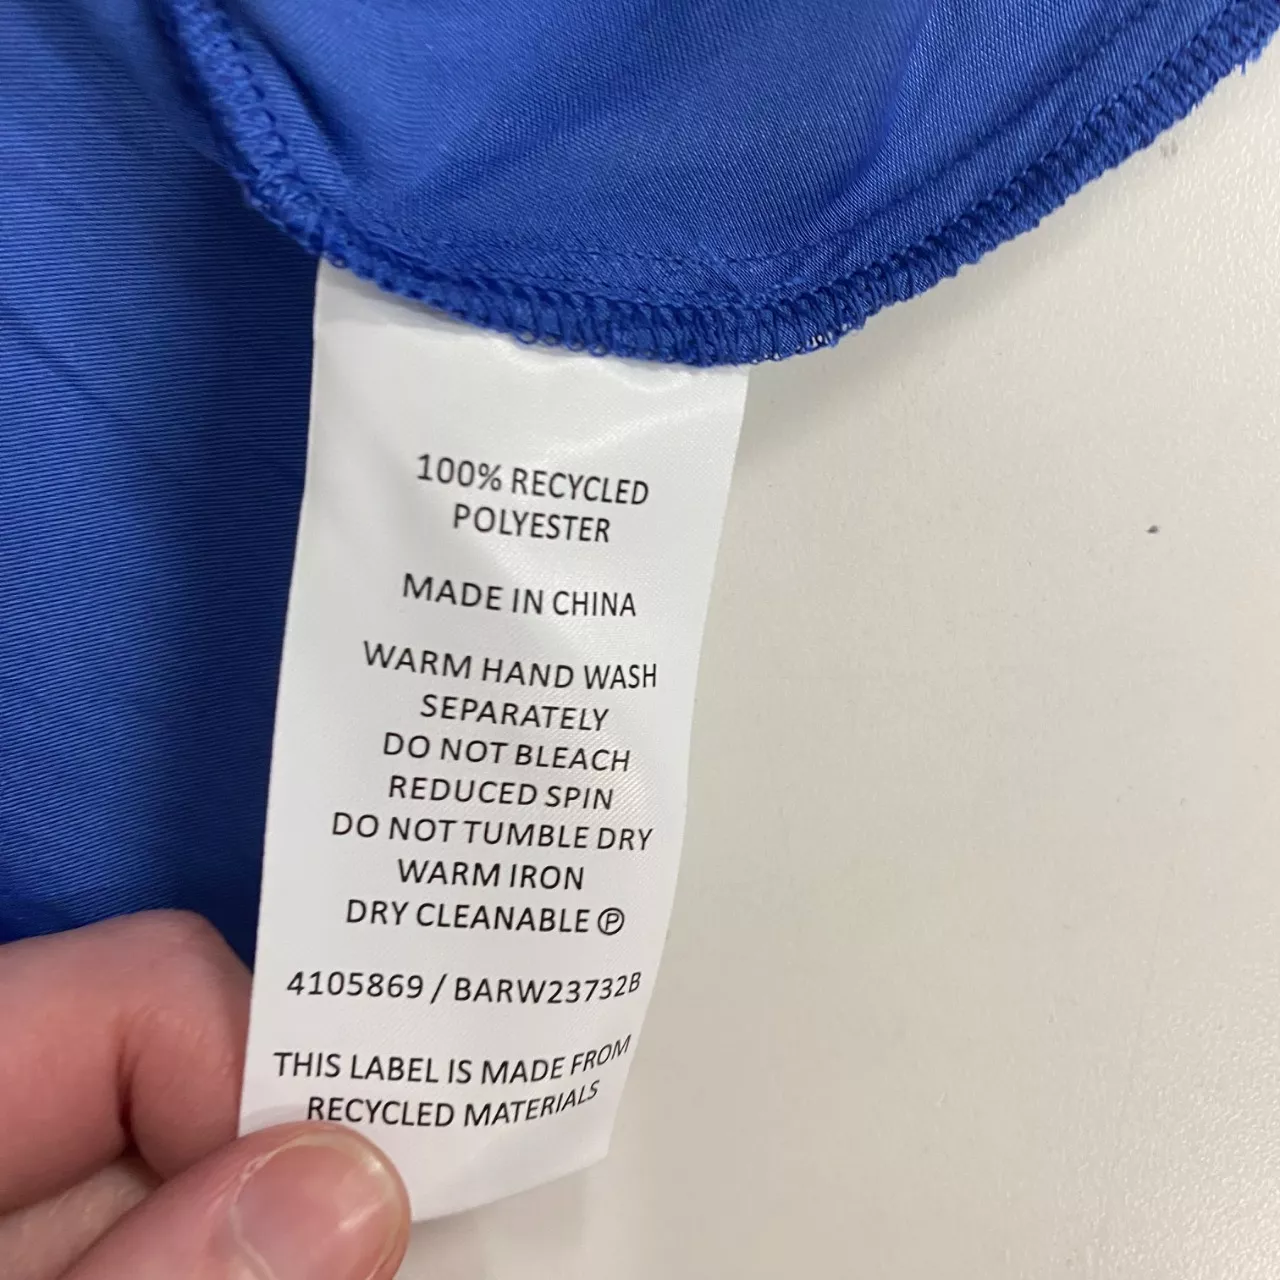 100% RECYCLED
POLYESTER
MADE IN CHINA
WARM HAND WASH
SEPARATELY
DO NOT BLEACH
REDUCED SPIN
DO NOT TUMBLE DRY
WARM IRON
DRY CLEANABLE Ⓟ
4105869 / BARW23732B
THIS LABEL IS MADE FROM
RECYCLED MATERIALS